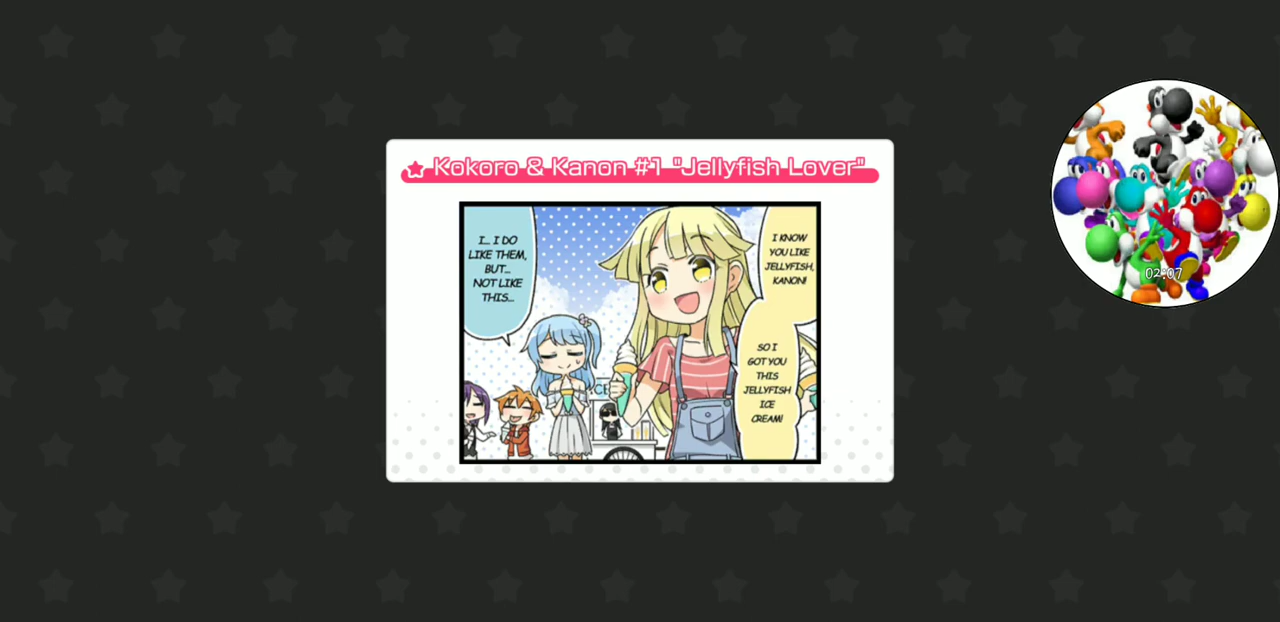 Kokoro & Kanon #1 "Jellyfish Lover"
I... I DO
LIKE THEM,
BUT...
NOT LIKE
THIS...
I KNOW
YOU LIKE
JELLYFISH,
KANON!
SO I
GOT YOU
THIS
JELLYFISH
ICE
CREAM!
ICE
02:07